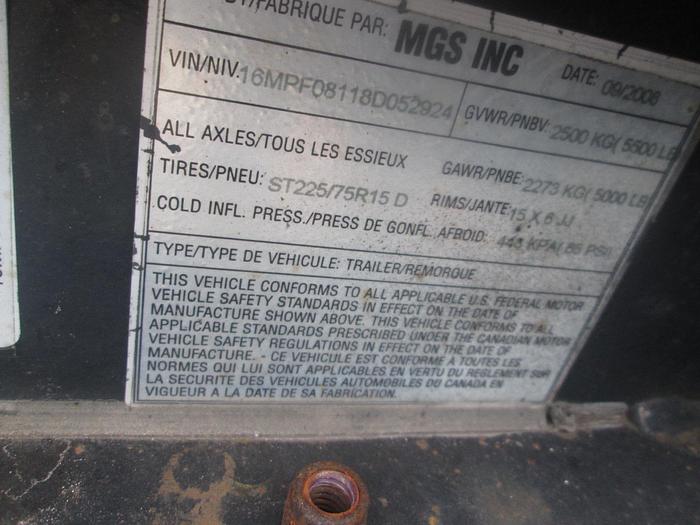 BY/FABRIQUE PAR: MGS INC DATE: 09/2008
VIN/NIV: 16MPF08118D052924 GVWR/PNBV: 2500 KG( 5500 LB
ALL AXLES/TOUS LES ESSIEUX GAWR/PNBE: 2273 KG( 5000 LB
TIRES/PNEU: ST225/75R15 D RIMS/JANTE: 15 X 6 JJ
COLD INFL. PRESS./PRESS DE GONFL. AFROID: 448 KPA( 65 PSI)
TYPE/TYPE DE VEHICULE: TRAILER/REMORQUE
THIS VEHICLE CONFORMS TO ALL APPLICABLE U.S. FEDERAL MOTOR
VEHICLE SAFETY STANDARDS IN EFFECT ON THE DATE OF
MANUFACTURE SHOWN ABOVE. THIS VEHICLE CONFORMS TO ALL
APPLICABLE STANDARDS PRESCRIBED UNDER THE CANADIAN MOTOR
VEHICLE SAFETY REGULATIONS IN EFFECT ON THE DATE OF
MANUFACTURE. - CE VEHICULE EST CONFORME A TOUTES LES
NORMES QUI LUI SONT APPLICABLES EN VERTU DU REGLEMENT SUR
LA SECURITE DES VEHICULES AUTOMOBILES DU CANADA EN
VIGUEUR A LA DATE DE SA FABRICATION.